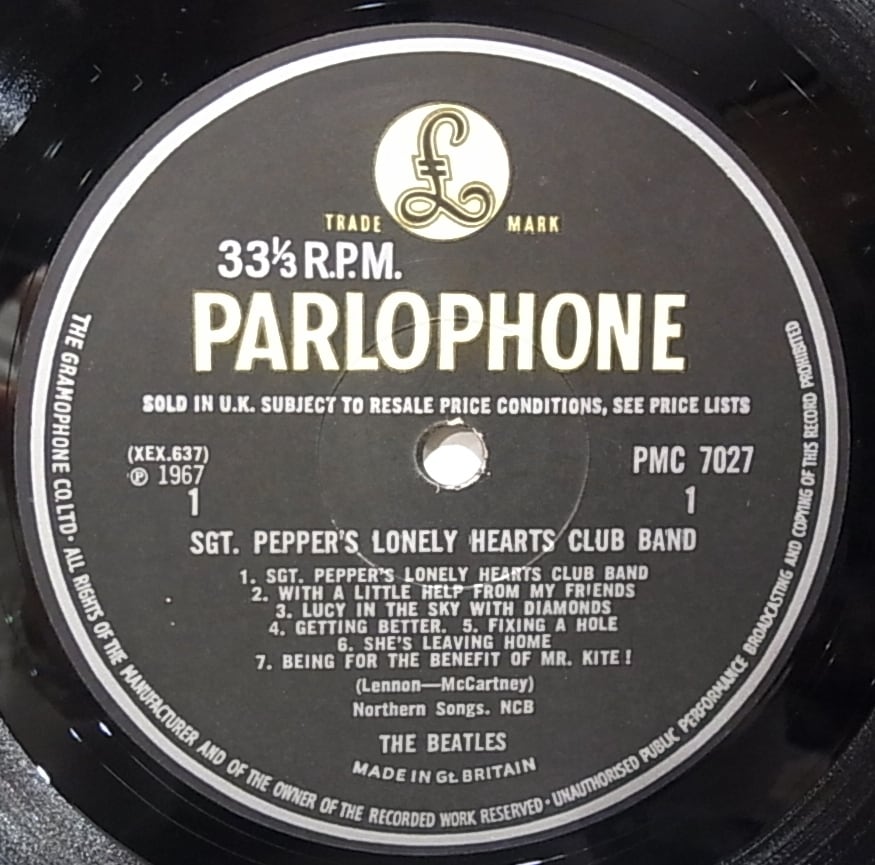 £
TRADE MARK
33⅓ R.P.M.
PARLOPHONE
SOLD IN U.K. SUBJECT TO RESALE PRICE CONDITIONS, SEE PRICE LISTS
(XEX.637)
℗ 1967
1
PMC 7027
1
SGT. PEPPER'S LONELY HEARTS CLUB BAND
1. SGT. PEPPER'S LONELY HEARTS CLUB BAND
2. WITH A LITTLE HELP FROM MY FRIENDS
3. LUCY IN THE SKY WITH DIAMONDS
4. GETTING BETTER. 5. FIXING A HOLE
6. SHE'S LEAVING HOME
7. BEING FOR THE BENEFIT OF MR. KITE!
(Lennon—McCartney)
Northern Songs. NCB
THE BEATLES
MADE IN Gt. BRITAIN
THE GRAMOPHONE CO. LTD · ALL RIGHTS OF THE MANUFACTURER AND OF THE OWNER OF THE RECORDED WORK RESERVED · UNAUTHORISED PUBLIC PERFORMANCE BROADCASTING AND COPYING OF THIS RECORD PROHIBITED